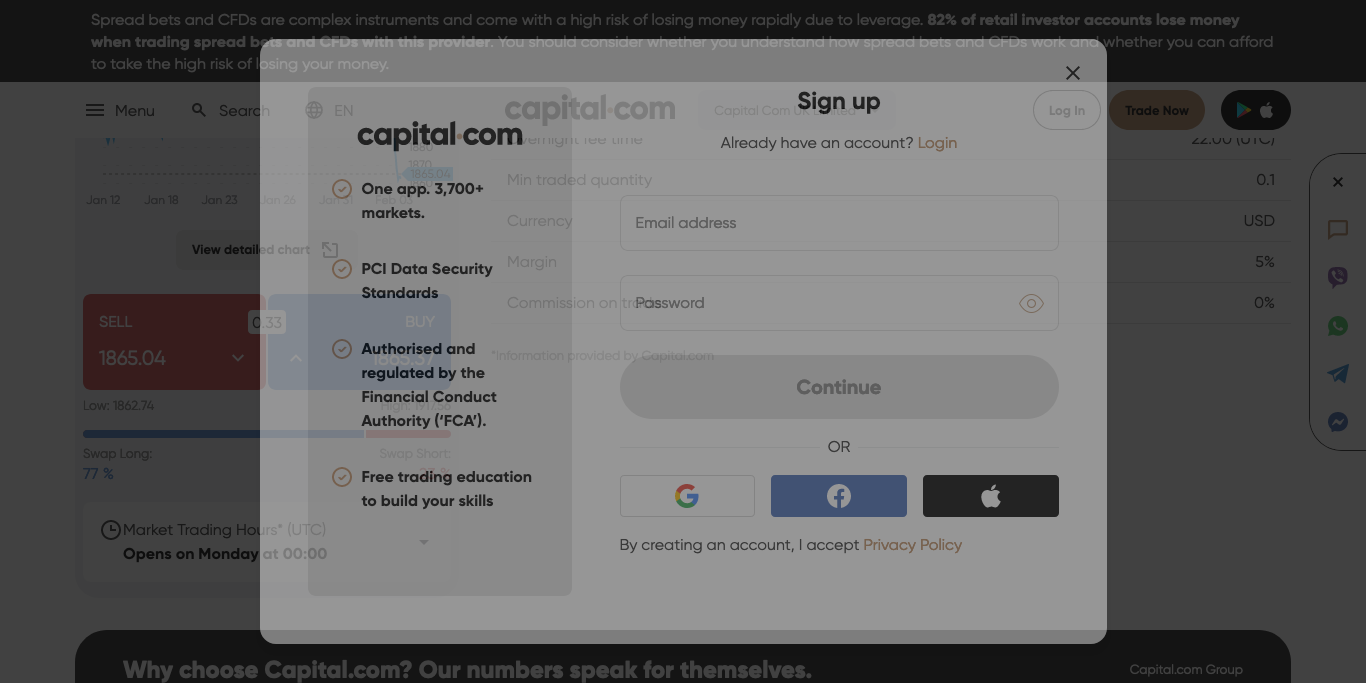 Spread bets and CFDs are complex instruments and come with a high risk of losing money rapidly due to leverage. 82% of retail investor accounts lose money
when trading spread bets and CFDs with this provider. You should consider whether you understand how spread bets and CFDs work and whether you can afford
to take the high risk of losing your money.
Menu
Search
EN
capital.com
Capital Com UK Limited
Log In
Trade Now
Sign up
Already have an account? Login
capital.com
One app. 3,700+
markets.
PCI Data Security
Standards
Authorised and
regulated by the
Financial Conduct
Authority (‘FCA’).
Free trading education
to build your skills
Email address
Password
Continue
OR
By creating an account, I accept Privacy Policy
1880
1870
1865.04
Jan 12
Jan 18
Jan 23
Jan 26
Jan 31
Feb 03
View detailed chart
SELL
1865.04
0.33
BUY
1865.37
Low: 1862.74
Swap Long:
77 %
Swap Short:
Market Trading Hours* (UTC)
Opens on Monday at 00:00
Overnight fee time
22:00 (UTC)
Min traded quantity
0.1
Currency
USD
Margin
5%
Commission on trade
0%
*Information provided by Capital.com
Why choose Capital.com? Our numbers speak for themselves.
Capital.com Group